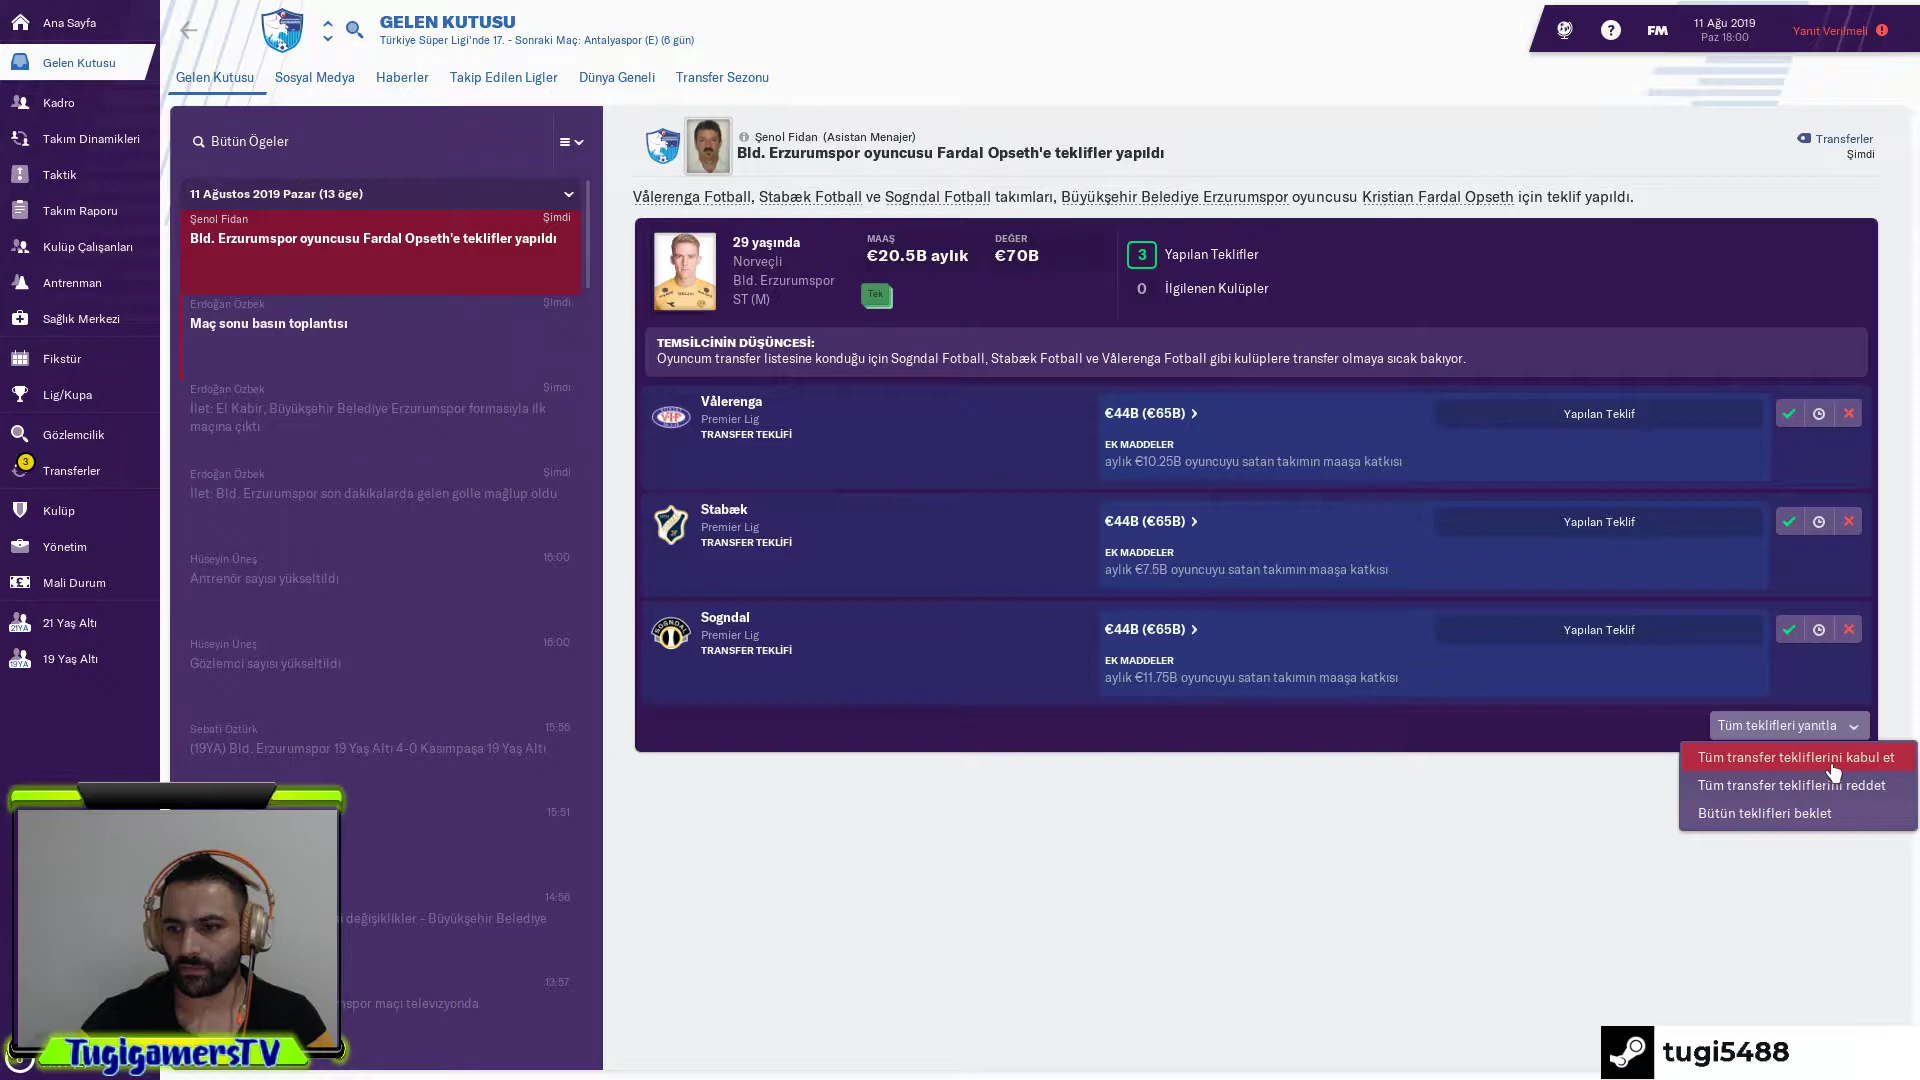 Ana Sayfa
Gelen Kutusu
Kadro
Takım Dinamikleri
Taktik
Takım Raporu
Kulüp Çalışanları
Antrenman
Sağlık Merkezi
Fikstür
Lig/Kupa
Gözlemcilik
3
Transferler
Kulüp
Yönetim
Mali Durum
21YA
21 Yaş Altı
19YA
19 Yaş Altı
GELEN KUTUSU
Türkiye Süper Ligi'nde 17. - Sonraki Maç: Antalyaspor (E) (6 gün)
? FM
11 Ağu 2019
Paz 18:00
Yanıt Verilmeli
Gelen Kutusu Sosyal Medya Haberler Takip Edilen Ligler Dünya Geneli Transfer Sezonu
Bütün Ögeler
11 Ağustos 2019 Pazar (13 öge)
Şenol Fidan Şimdi
Bld. Erzurumspor oyuncusu Fardal Opseth'e teklifler yapıldı
Erdoğan Özbek Şimdi
Maç sonu basın toplantısı
Erdoğan Özbek Şimdi
İlet: El Kabir, Büyükşehir Belediye Erzurumspor formasıyla ilk
maçına çıktı
Erdoğan Özbek Şimdi
İlet: Bld. Erzurumspor son dakikalarda gelen golle mağlup oldu
Hüseyin Üneş 16:00
Antrenör sayısı yükseltildi
Hüseyin Üneş 16:00
Gözlemci sayısı yükseltildi
Sebati Öztürk 15:56
(19YA) Bld. Erzurumspor 19 Yaş Altı 4-0 Kasımpaşa 19 Yaş Altı
15:51
14:56
değişiklikler - Büyükşehir Belediye
13:57
maçı televizyonda
Şenol Fidan (Asistan Menajer)
Bld. Erzurumspor oyuncusu Fardal Opseth'e teklifler yapıldı
Transferler
Şimdi
Vålerenga Fotball, Stabæk Fotball ve Sogndal Fotball takımları, Büyükşehir Belediye Erzurumspor oyuncusu Kristian Fardal Opseth için teklif yapıldı.
29 yaşında
Norveçli
Bld. Erzurumspor
ST (M)
MAAŞ
€20.5B aylık
DEĞER
€70B
Tek
3 Yapılan Teklifler
0 İlgilenen Kulüpler
TEMSİLCİNİN DÜŞÜNCESİ:
Oyuncum transfer listesine konduğu için Sogndal Fotball, Stabæk Fotball ve Vålerenga Fotball gibi kulüplere transfer olmaya sıcak bakıyor.
Vålerenga
Premier Lig
TRANSFER TEKLİFİ
€44B (€65B)
Yapılan Teklif
EK MADDELER
aylık €10.25B oyuncuyu satan takımın maaşa katkısı
Stabæk
Premier Lig
TRANSFER TEKLİFİ
€44B (€65B)
Yapılan Teklif
EK MADDELER
aylık €7.5B oyuncuyu satan takımın maaşa katkısı
SOGNDAL
Sogndal
Premier Lig
TRANSFER TEKLİFİ
€44B (€65B)
Yapılan Teklif
EK MADDELER
aylık €11.75B oyuncuyu satan takımın maaşa katkısı
Tüm teklifleri yanıtla
Tüm transfer tekliflerini kabul et
Tüm transfer tekliflerini reddet
Bütün teklifleri beklet
TugigamersTV
tugi5488